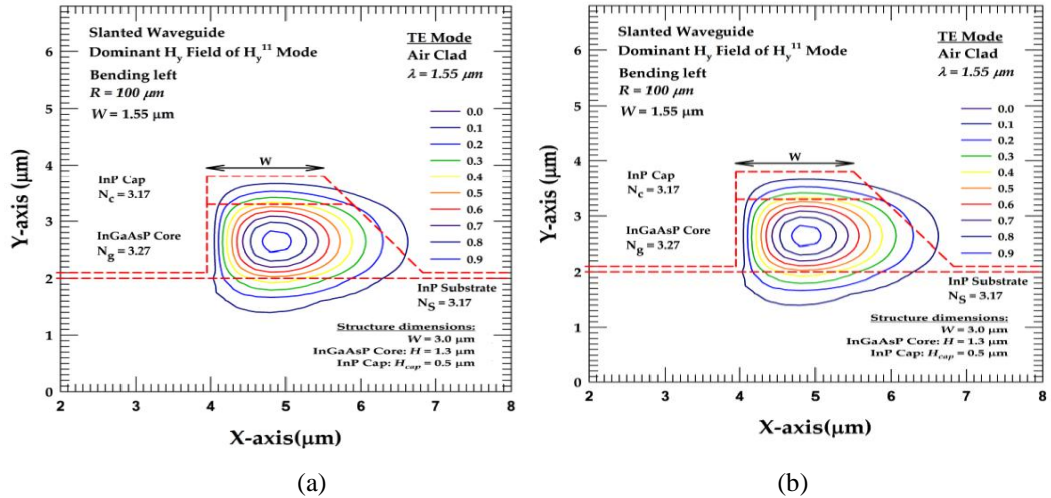 Slanted Waveguide
Dominant Hy Field of Hy11 Mode
Bending left
R = 100 μm
W = 1.55 μm
TE Mode
Air Clad
λ = 1.55 μm
0.0
0.1
0.2
0.3
0.4
0.5
0.6
0.7
0.8
0.9
W
InP Cap
Nc = 3.17
InGaAsP Core
Ng = 3.27
InP Substrate
NS = 3.17
Structure dimensions:
W = 3.0 μm
InGaAsP Core: H = 1.3 μm
InP Cap: Hcap = 0.5 μm
6
5
4
3
2
1
0
Y-axis (μm)
2 3 4 5 6 7 8
X-axis(μm)
(a)
Slanted Waveguide
Dominant Hy Field of Hy11 Mode
Bending left
R = 100 μm
W = 1.55 μm
TE Mode
Air Clad
λ = 1.55 μm
0.0
0.1
0.2
0.3
0.4
0.5
0.6
0.7
0.8
0.9
W
InP Cap
Nc = 3.17
InGaAsP Core
Ng = 3.27
InP Substrate
NS = 3.17
Structure dimensions:
W = 3.0 μm
InGaAsP Core: H = 1.3 μm
InP Cap: Hcap = 0.5 μm
6
5
4
3
2
1
0
Y-axis (μm)
2 3 4 5 6 7 8
X-axis(μm)
(b)